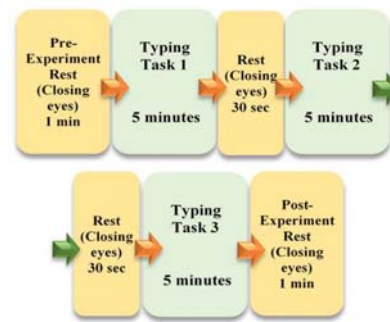 Pre-
Experiment
Rest
(Closing
eyes)
1 min
Typing
Task 1
5 minutes
Rest
(Closing
eyes)
30 sec
Typing
Task 2
5 minutes
Rest
(Closing
eyes)
30 sec
Typing
Task 3
5 minutes
Post-
Experiment
Rest
(Closing
eyes)
1 min